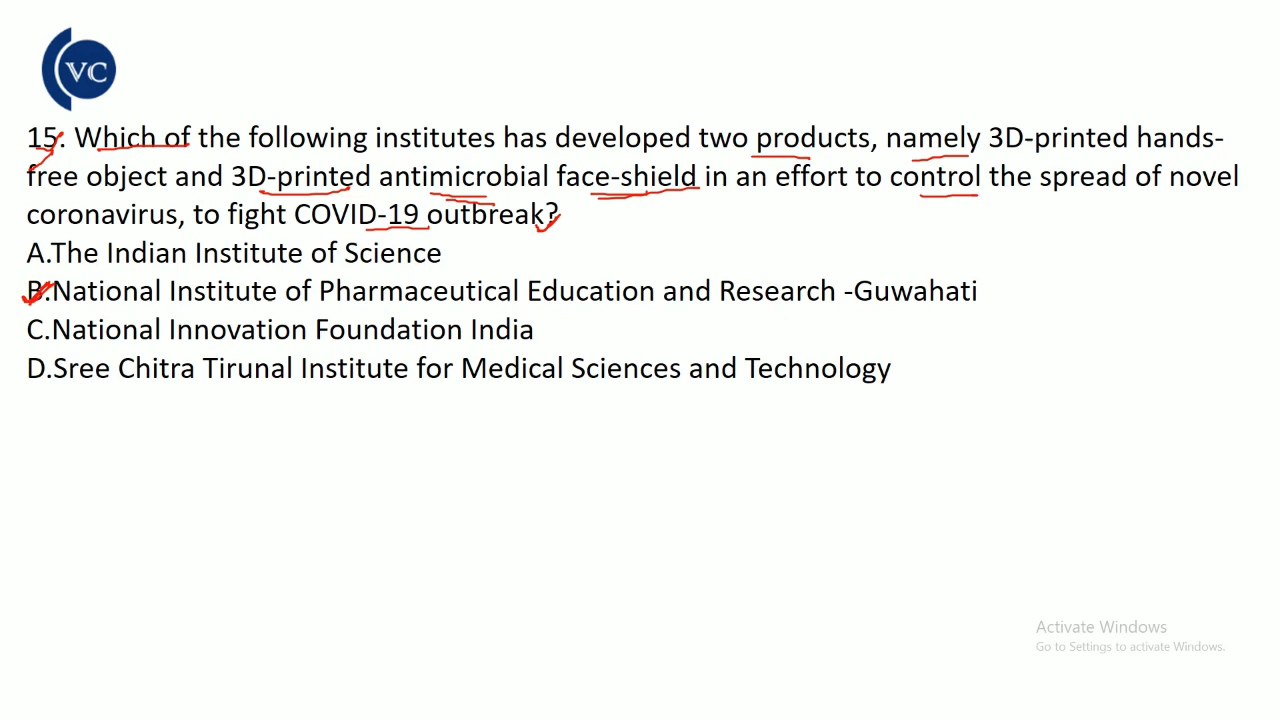 VC
15. Which of the following institutes has developed two products, namely 3D-printed hands-
free object and 3D-printed antimicrobial face-shield in an effort to control the spread of novel
coronavirus, to fight COVID-19 outbreak?
A.The Indian Institute of Science
B.National Institute of Pharmaceutical Education and Research -Guwahati
C.National Innovation Foundation India
D.Sree Chitra Tirunal Institute for Medical Sciences and Technology
Activate Windows
Go to Settings to activate Windows.